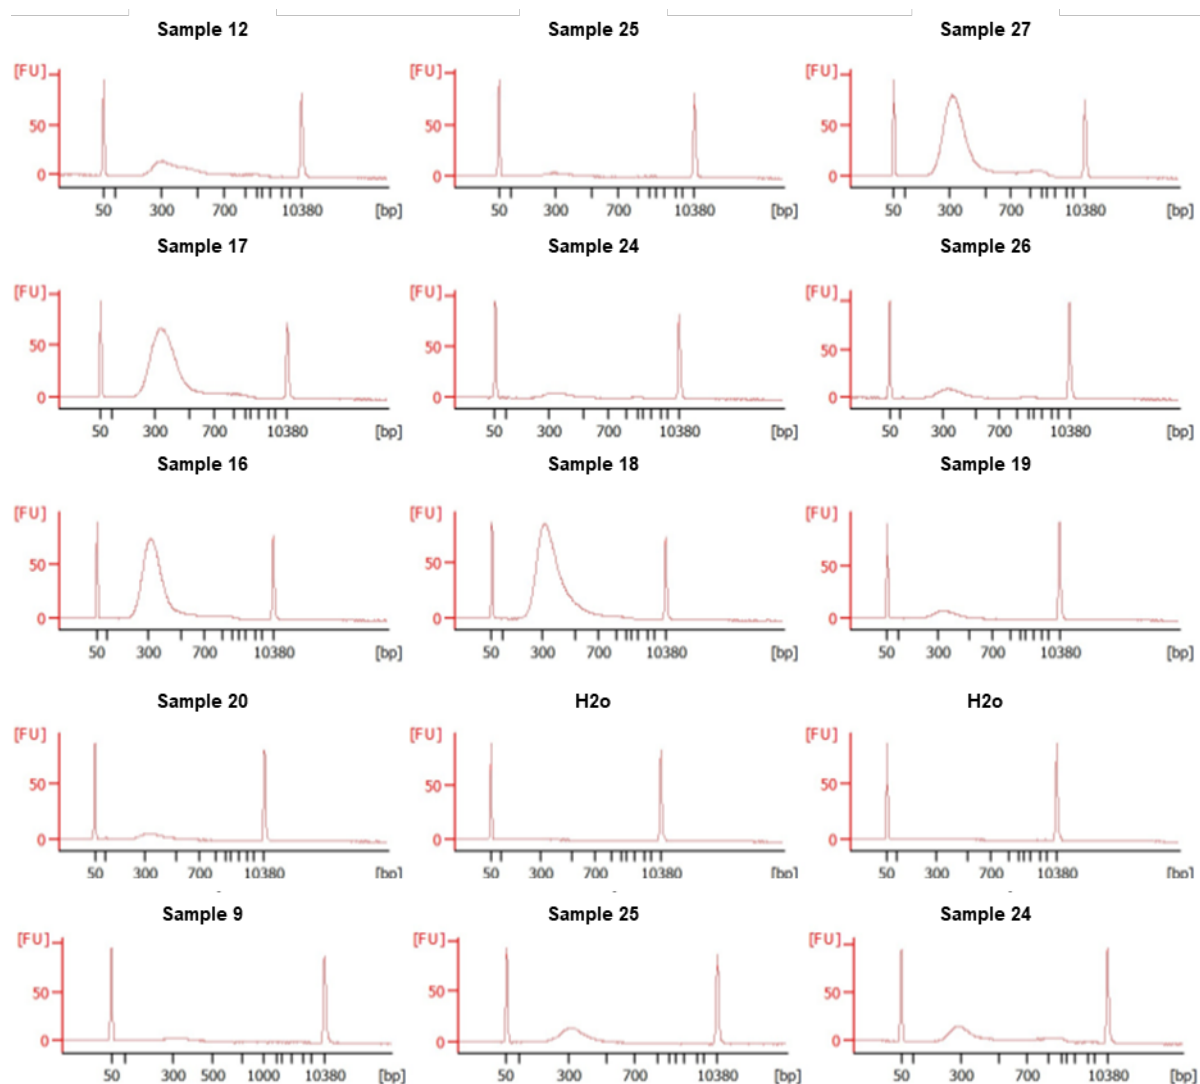 Sample 12 Sample 25 Sample 27
[FU] [FU] [FU]
50 50 50
0 0 0
50 300 700 10380 [bp] 50 300 700 10380 [bp] 50 300 700 10380 [bp]
Sample 17 Sample 24 Sample 26
[FU] [FU] [FU]
50 50 50
0 0 0
50 300 700 10380 [bp] 50 300 700 10380 [bp] 50 300 700 10380 [bp]
Sample 16 Sample 18 Sample 19
[FU] [FU] [FU]
50 50 50
0 0 0
50 300 700 10380 [bp] 50 300 700 10380 [bp] 50 300 700 10380 [bp]
Sample 20 H2o H2o
[FU] [FU] [FU]
50 50 50
0 0 0
50 300 700 10380 [bp] 50 300 700 10380 [bp] 50 300 700 10380 [bp]
Sample 9 Sample 25 Sample 24
[FU] [FU] [FU]
50 50 50
0 0 0
50 300 500 1000 10380 [bp] 50 300 700 10380 [bp] 50 300 700 10380 [bp]